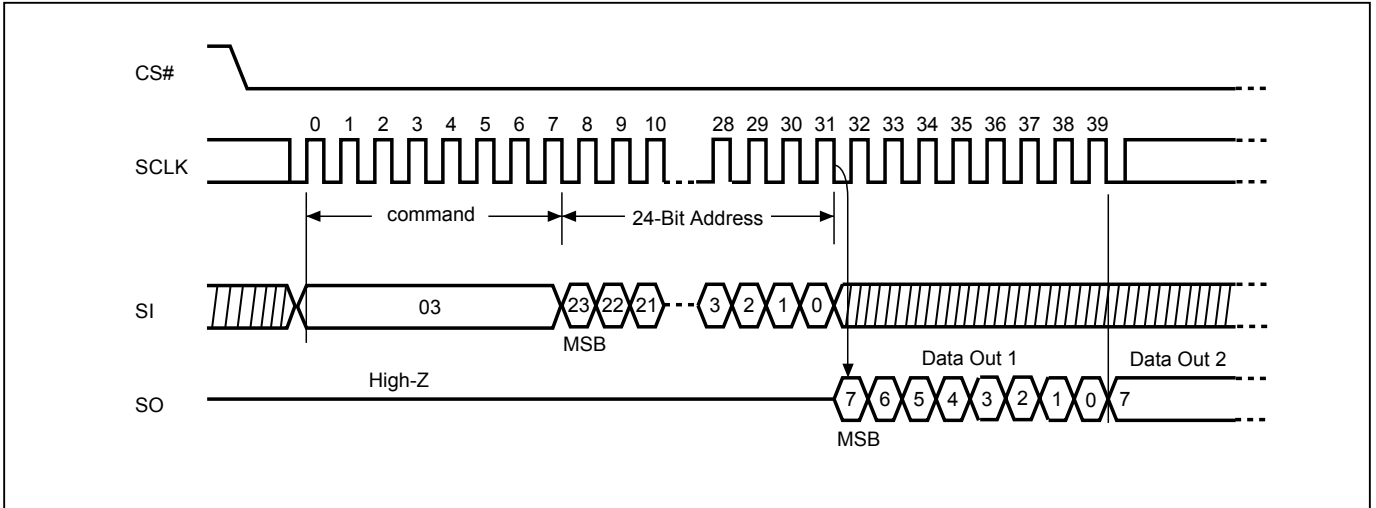 CS#
0 1 2 3 4 5 6 7 8 9 10 28 29 30 31 32 33 34 35 36 37 38 39
SCLK
command 24-Bit Address
SI 03 23 22 21 3 2 1 0
MSB
Data Out 1 Data Out 2
High-Z
SO 7 6 5 4 3 2 1 0 7
MSB